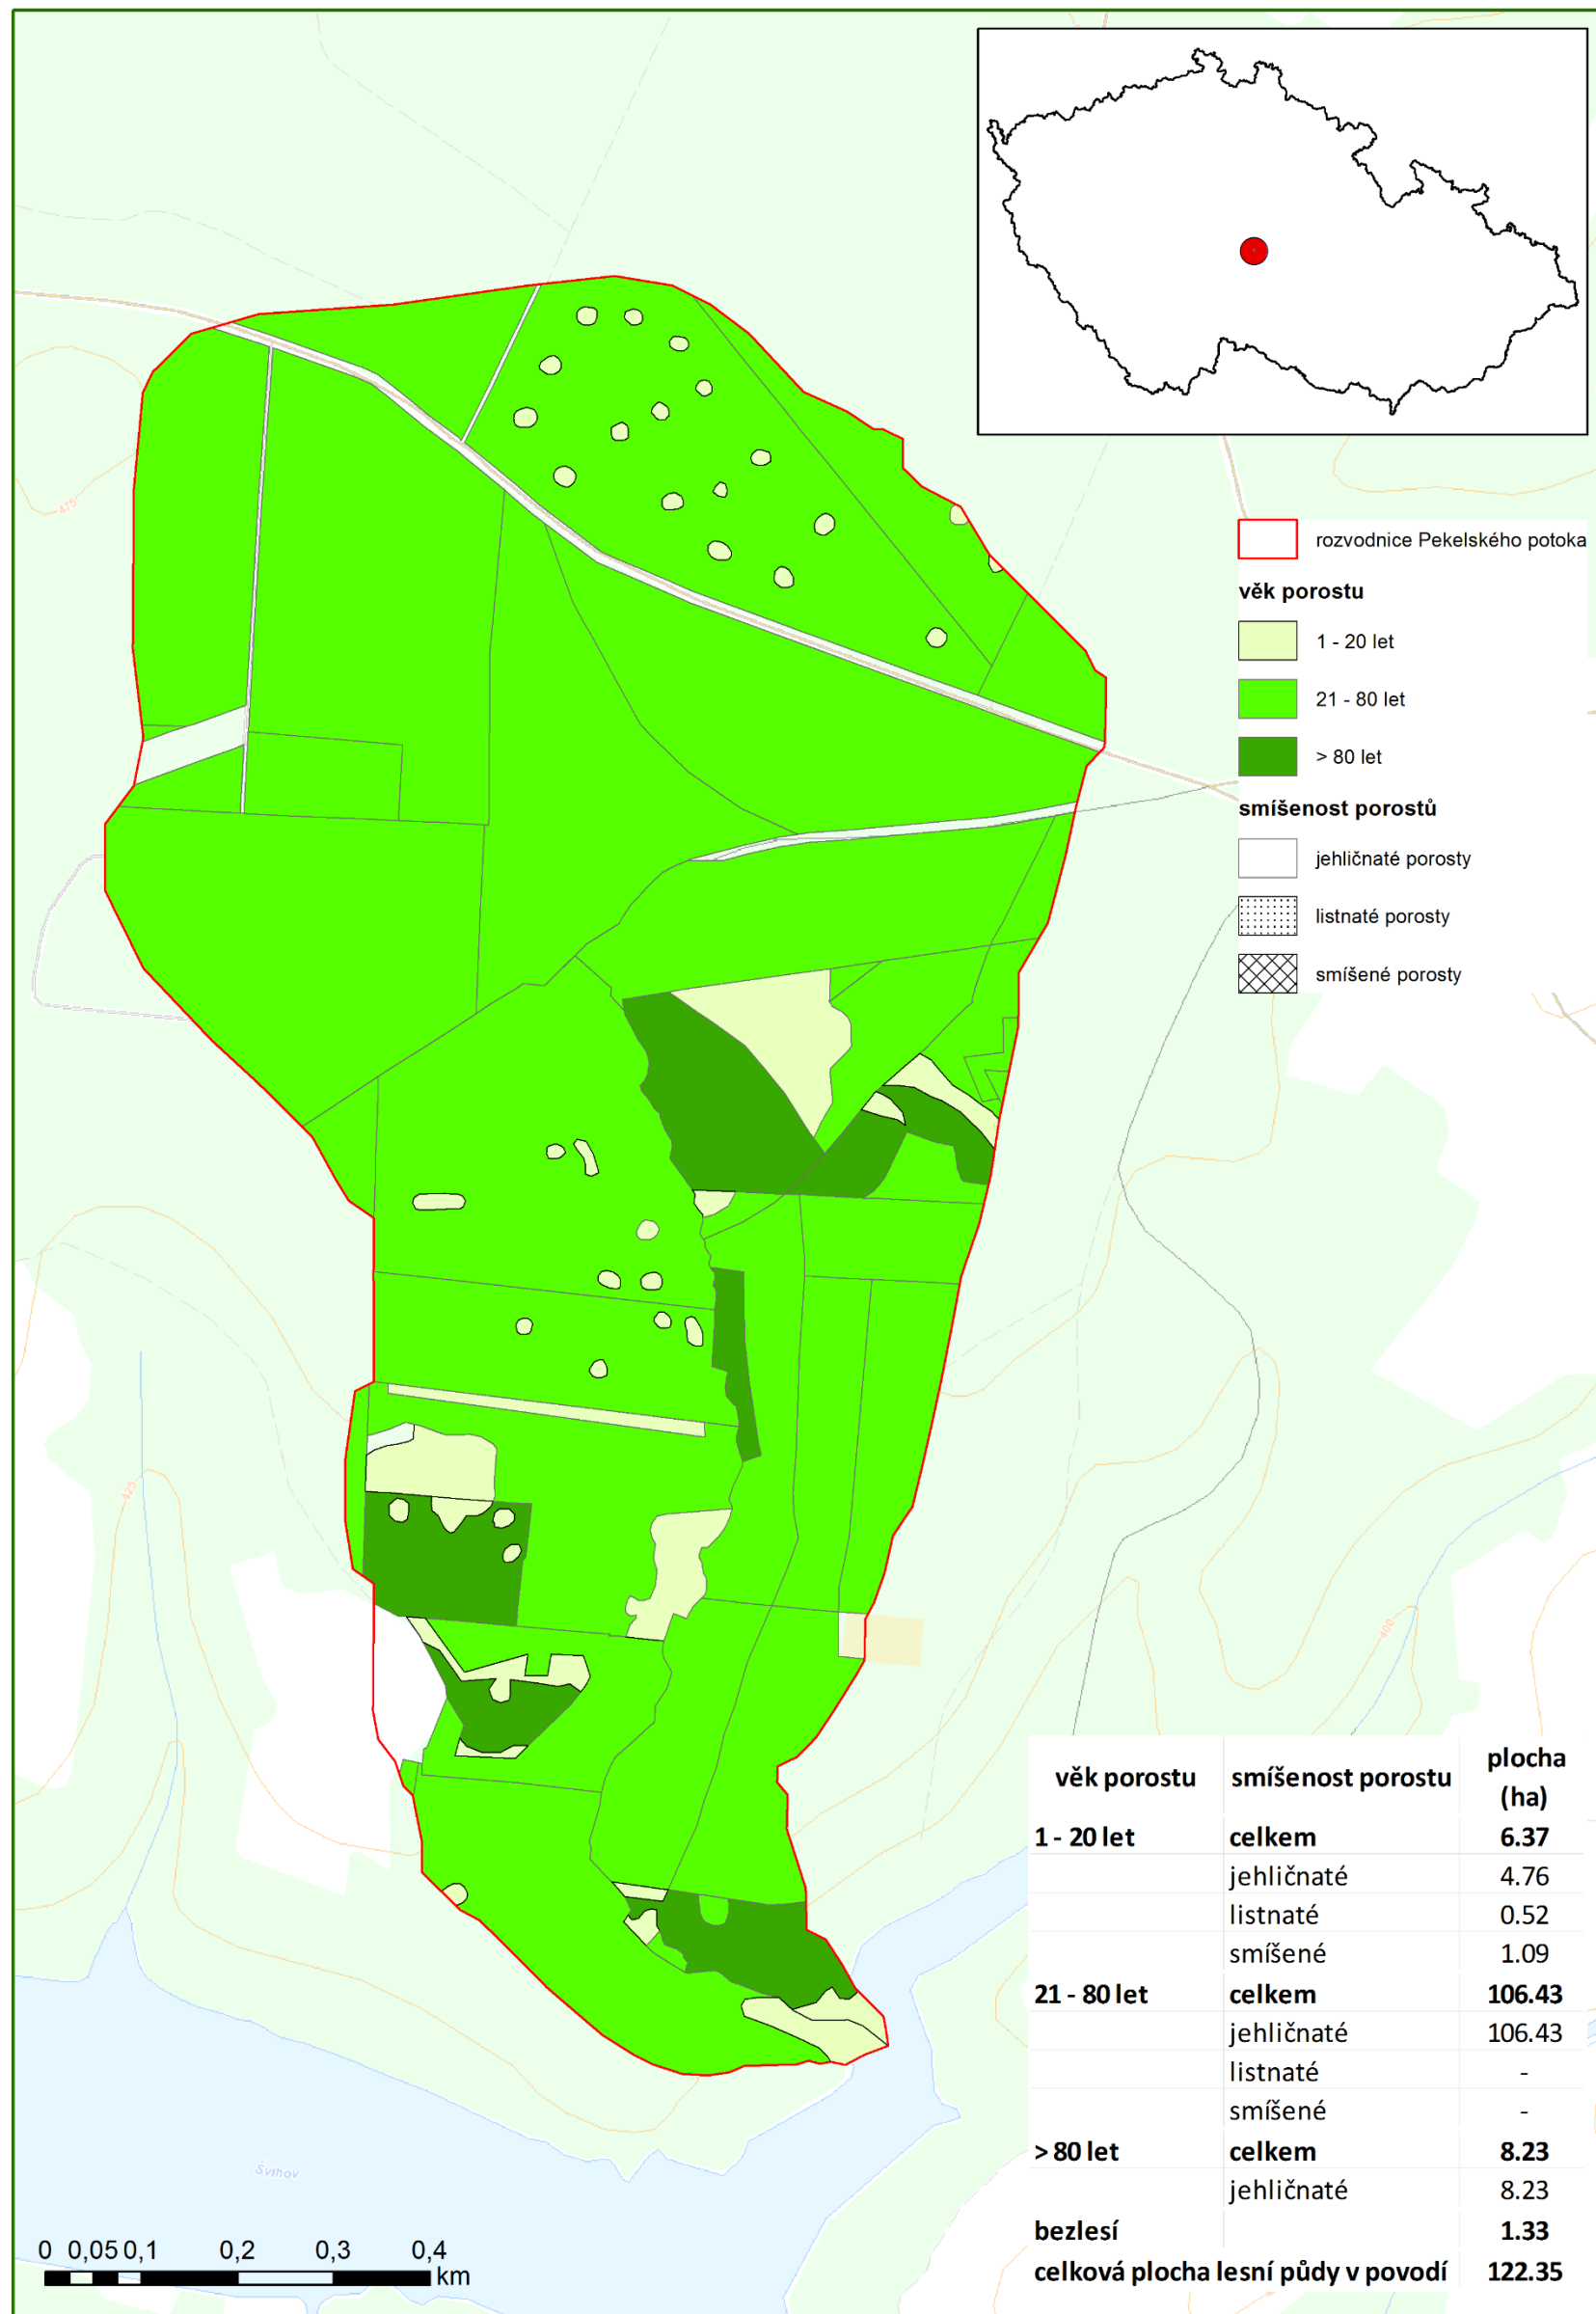 425
rozvodnice Pekelského potoka
věk porostu
1 - 20 let
21 - 80 let
> 80 let
smíšenost porostů
jehličnaté porosty
listnaté porosty
smíšené porosty
425
400
Švihov
věk porostu smíšenost porostu plocha (ha)
1 - 20 let celkem 6.37
jehličnaté 4.76
listnaté 0.52
smíšené 1.09
21 - 80 let celkem 106.43
jehličnaté 106.43
listnaté -
smíšené -
> 80 let celkem 8.23
jehličnaté 8.23
bezlesí 1.33
celková plocha lesní půdy v povodí 122.35
0 0,05 0,1 0,2 0,3 0,4
km